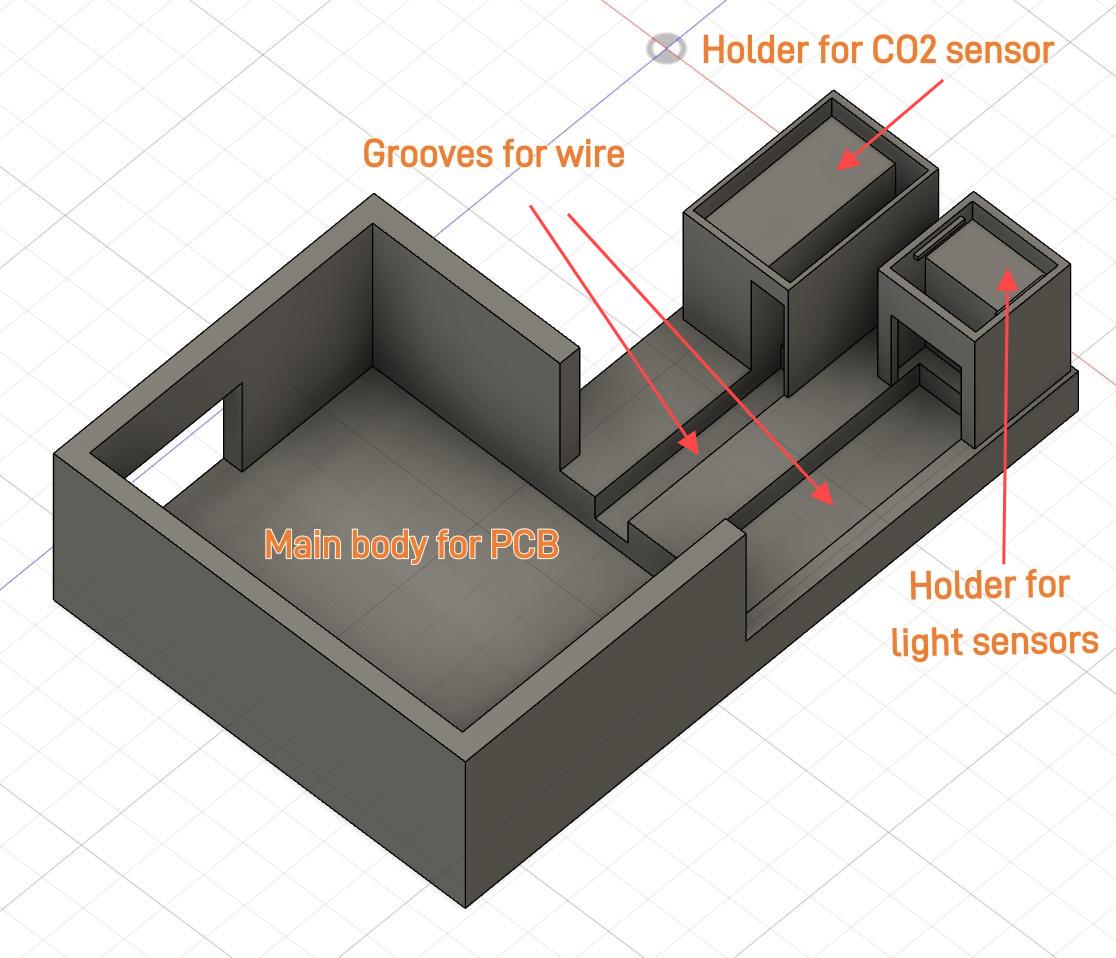 Holder for CO2 sensor
Grooves for wire
Main body for PCB
Holder for
light sensors